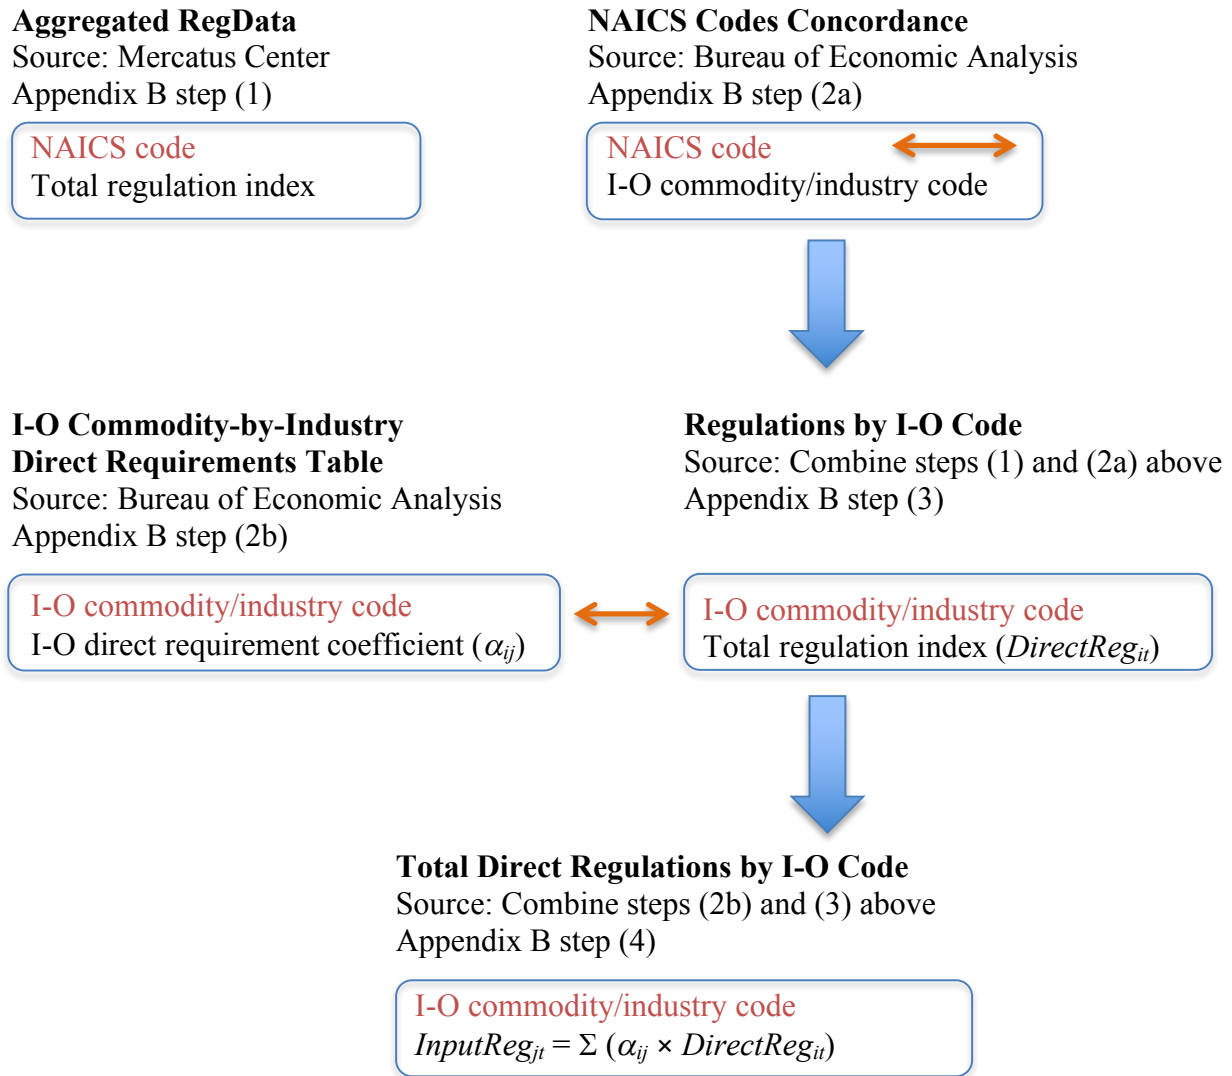 Aggregated RegData
Source: Mercatus Center
Appendix B step (1)
NAICS code
Total regulation index
NAICS Codes Concordance
Source: Bureau of Economic Analysis
Appendix B step (2a)
NAICS code
I-O commodity/industry code
I-O Commodity-by-Industry
Direct Requirements Table
Source: Bureau of Economic Analysis
Appendix B step (2b)
I-O commodity/industry code
I-O direct requirement coefficient (αij)
Regulations by I-O Code
Source: Combine steps (1) and (2a) above
Appendix B step (3)
I-O commodity/industry code
Total regulation index (DirectRegit)
Total Direct Regulations by I-O Code
Source: Combine steps (2b) and (3) above
Appendix B step (4)
I-O commodity/industry code
InputRegjt = Σ (αij × DirectRegit)